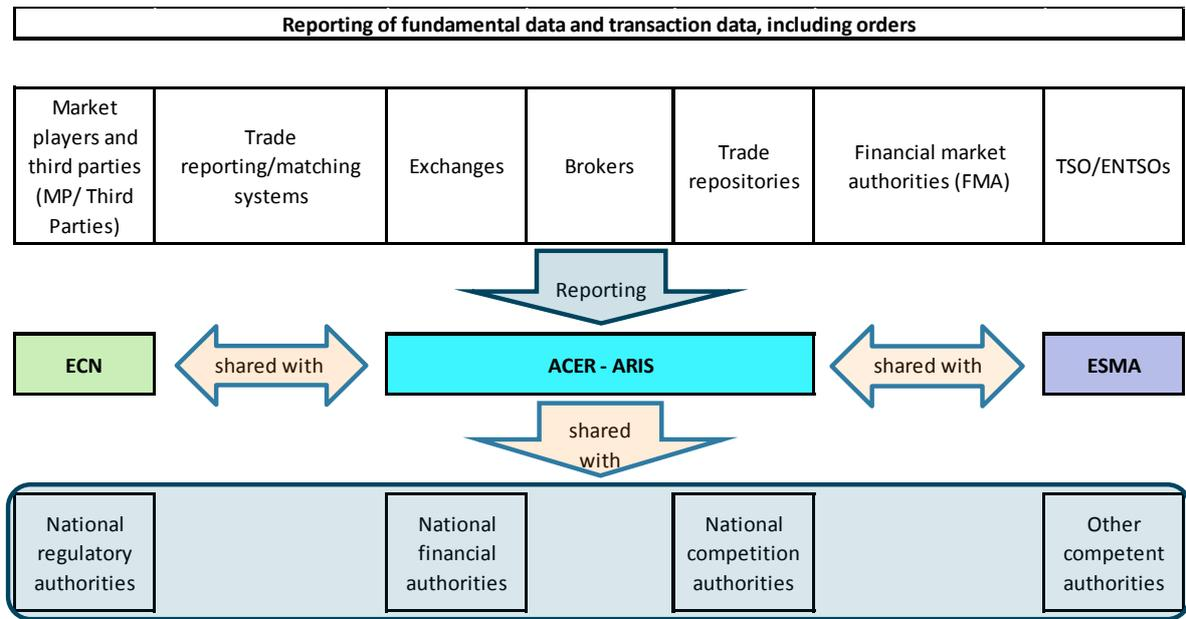 Reporting of fundamental data and transaction data, including orders
Market
players and
third parties
(MP/ Third
Parties)
Trade
reporting/matching
systems
Exchanges
Brokers
Trade
repositories
Financial market
authorities (FMA)
TSO/ENTSOs
Reporting
ECN
shared with
ACER - ARIS
shared with
ESMA
shared
with
National
regulatory
authorities
National
financial
authorities
National
competition
authorities
Other
competent
authorities